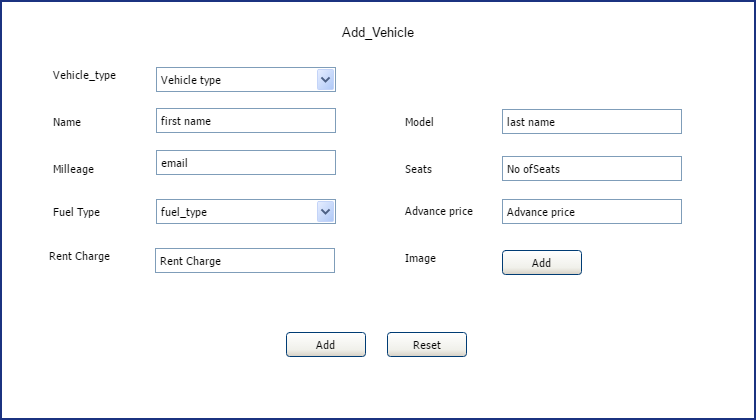 Add_Vehicle
Vehicle_type Vehicle type
Name first name Model last name
Milleage email Seats No ofSeats
Fuel Type fuel_type Advance price Advance price
Rent Charge Rent Charge Image Add
Add Reset